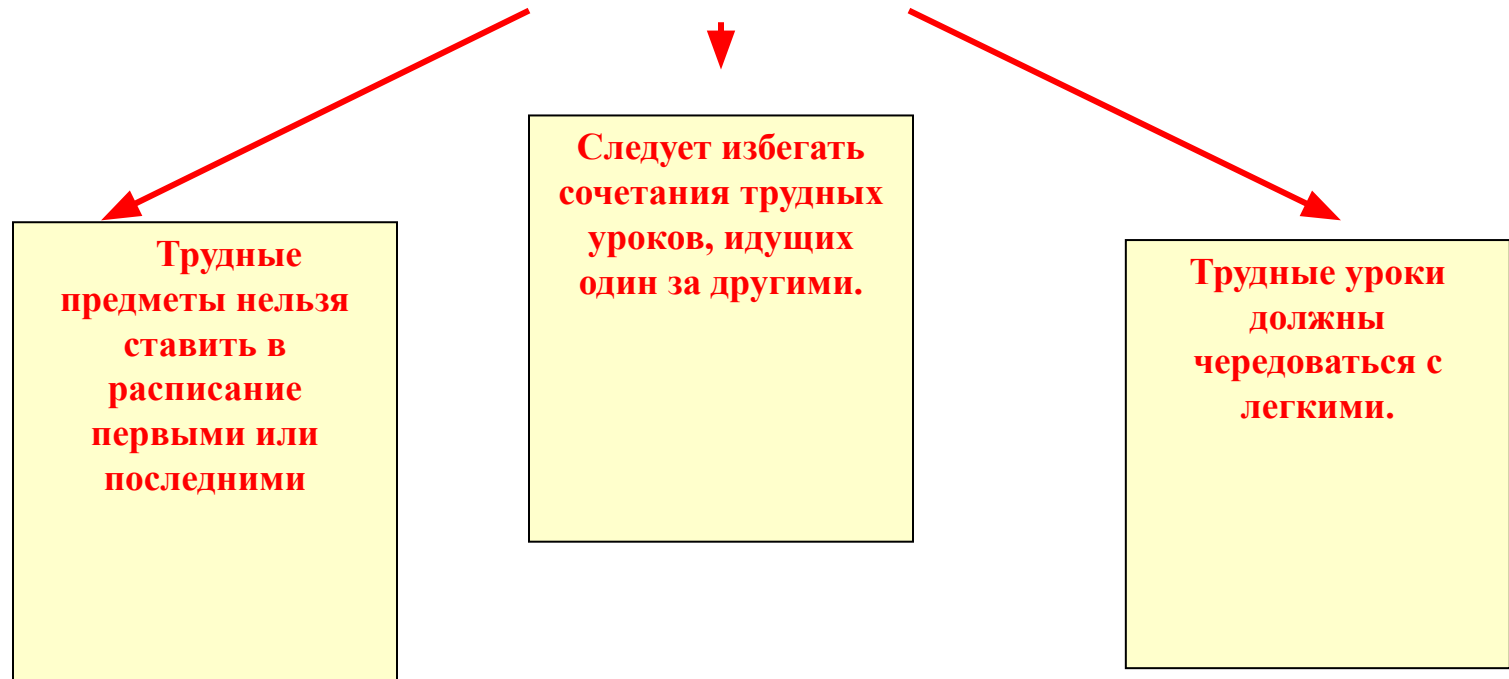 Трудные
предметы нельзя
ставить в
расписание
первыми или
последними
Следует избегать
сочетания трудных
уроков, идущих
один за другими.
Трудные уроки
должны
чередоваться с
легкими.